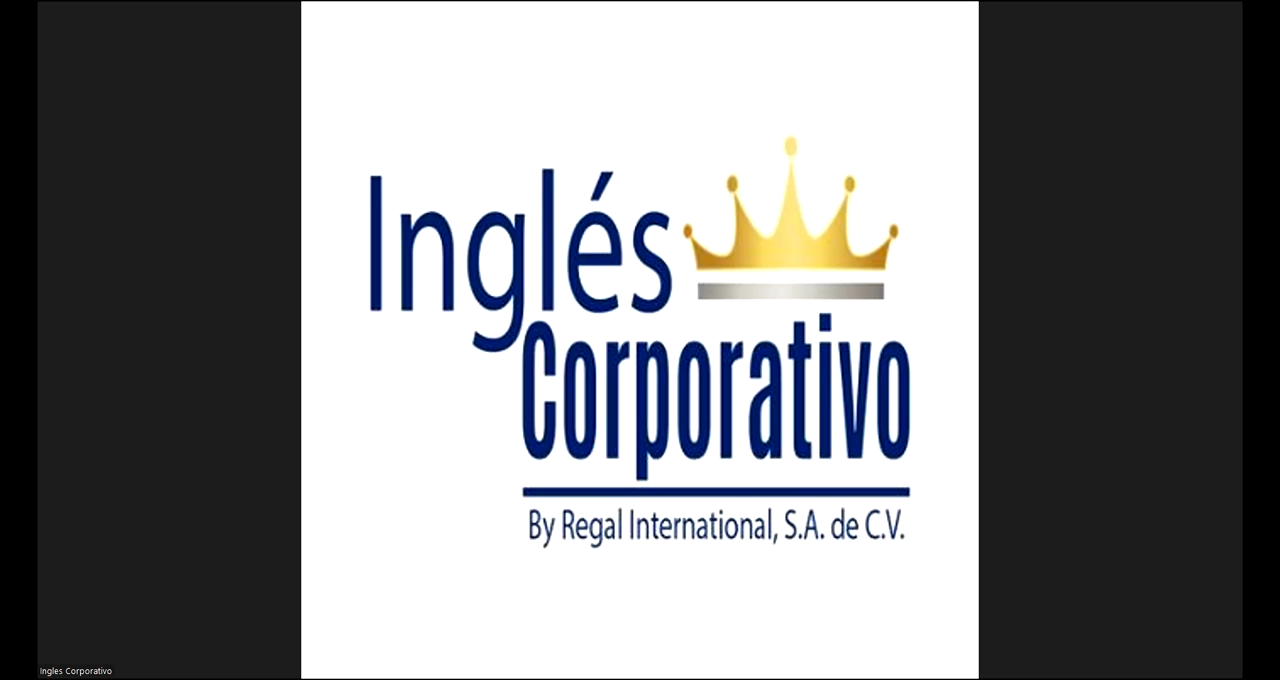 Inglés
Corporativo
By Regal International, S.A. de C.V.
Ingles Corporativo